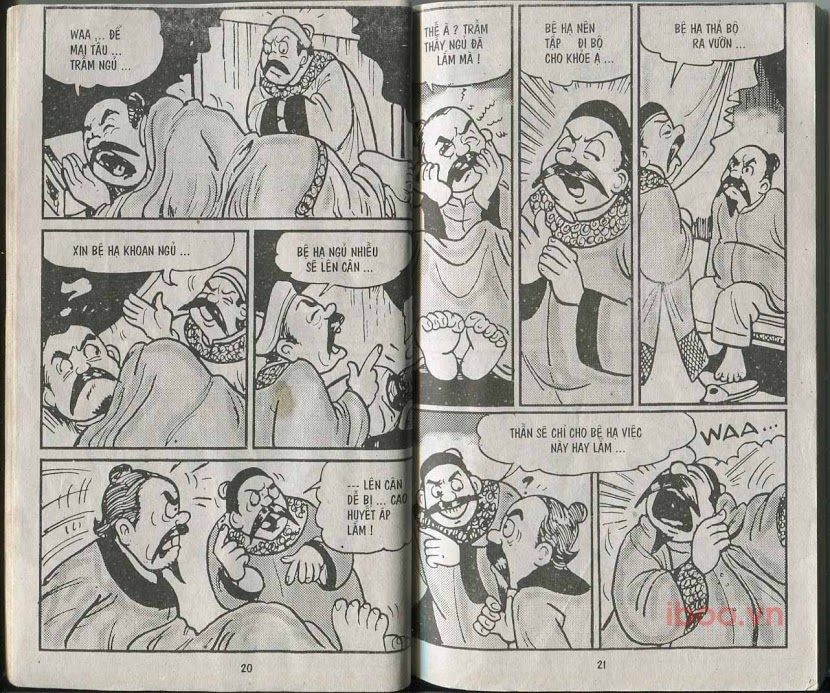 WAA ... ĐỂ
MAI TÂU ...
TRẪM NGỦ ...
XIN BỆ HẠ KHOAN NGỦ ...
BỆ HẠ NGỦ NHIỀU
SẼ LÊN CÂN ...
--- LÊN CÂN
DỄ BỊ ... CAO
HUYẾT ÁP
LẮM !
20
THẾ À ? TRẪM
THẤY NGỦ ĐÃ
LẮM MÀ !
BỆ HẠ NÊN
TẬP ĐI BỘ
CHO KHỎE Ạ ...
BỆ HẠ THẢ BỘ
RA VƯỜN ...
THẦN SẼ CHỈ CHO BỆ HẠ VIỆC
NÀY HAY LẮM ...
?
WAA ...
iboa.vn
21